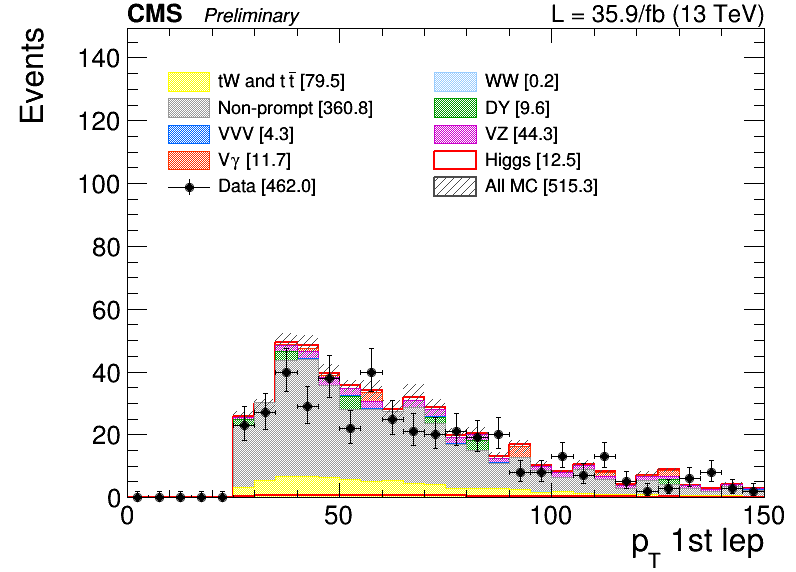 CMS Preliminary L = 35.9/fb (13 TeV)
Events
140
120
100
80
60
40
20
0
tW and t t̄ [79.5] WW [0.2]
Non-prompt [360.8] DY [9.6]
VVV [4.3] VZ [44.3]
Vγ [11.7] Higgs [12.5]
Data [462.0] All MC [515.3]
0 50 100 150
p_T 1st lep